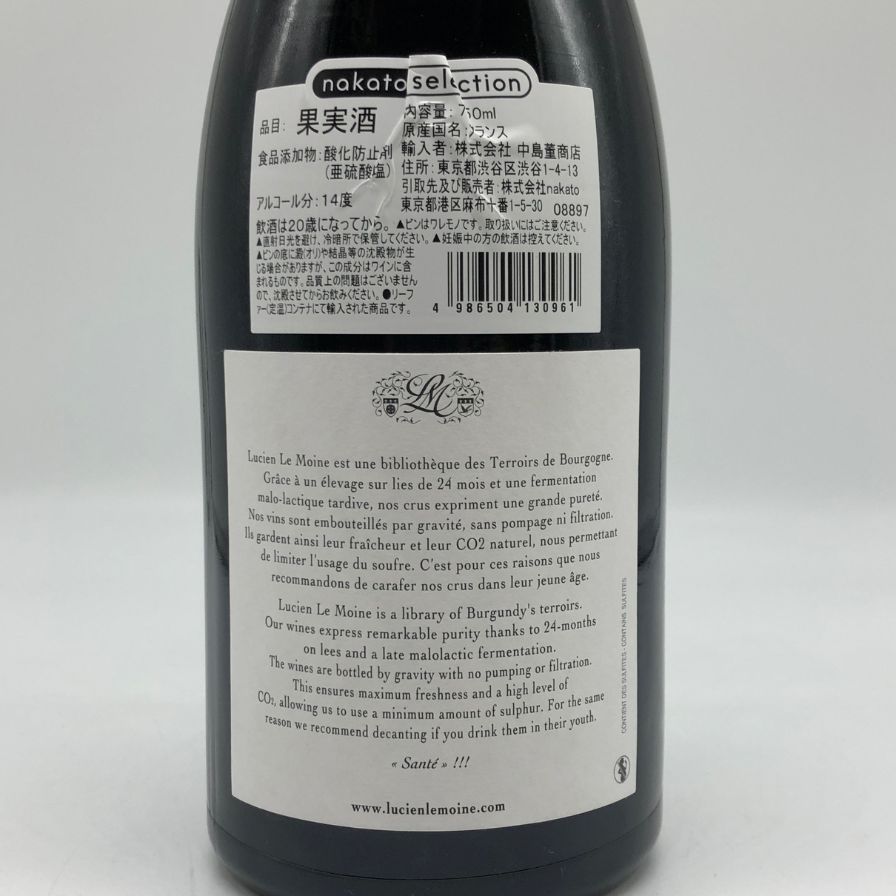 nakato selection
品目: 果実酒
食品添加物:酸化防止剤
(亜硫酸塩)
アルコール分:14度
内容量:750ml
原産国名:フランス
輸入者:株式会社 中島董商店
住所:東京都渋谷区渋谷1-4-13
引取先及び販売者:株式会社nakato
東京都港区麻布十番1-5-30 08897
飲酒は20歳になってから。▲ビンはワレモノです。取り扱いにはご注意ください。
▲直射日光を避け、冷暗所で保管してください。▲妊娠中の方の飲酒は控えてください。
▲ビンの底に澱(オリ)や結晶等の沈殿物が生
じる場合がありますが、この成分はワインに含
まれるものです。品質上の問題はございません
ので、沈殿させてからお飲みください。●リーフ
ァー(定温)コンテナにて輸入された商品です。
4 986504 130961
LM
Lucien Le Moine est une bibliothèque des Terroirs de Bourgogne.
Grâce à un élevage sur lies de 24 mois et une fermentation
malo-lactique tardive, nos crus expriment une grande pureté.
Nos vins sont embouteillés par gravité, sans pompage ni filtration.
Ils gardent ainsi leur fraîcheur et leur CO2 naturel, nous permettant
de limiter l'usage du soufre. C'est pour ces raisons que nous
recommandons de carafer nos crus dans leur jeune âge.
Lucien Le Moine is a library of Burgundy's terroirs.
Our wines express remarkable purity thanks to 24-months
on lees and a late malolactic fermentation.
The wines are bottled by gravity with no pumping or filtration.
This ensures maximum freshness and a high level of
CO2, allowing us to use a minimum amount of sulphur. For the same
reason we recommend decanting if you drink them in their youth.
« Santé » !!!
www.lucienlemoine.com
CONTIENT DES SULFITES - CONTAINS SULFITES